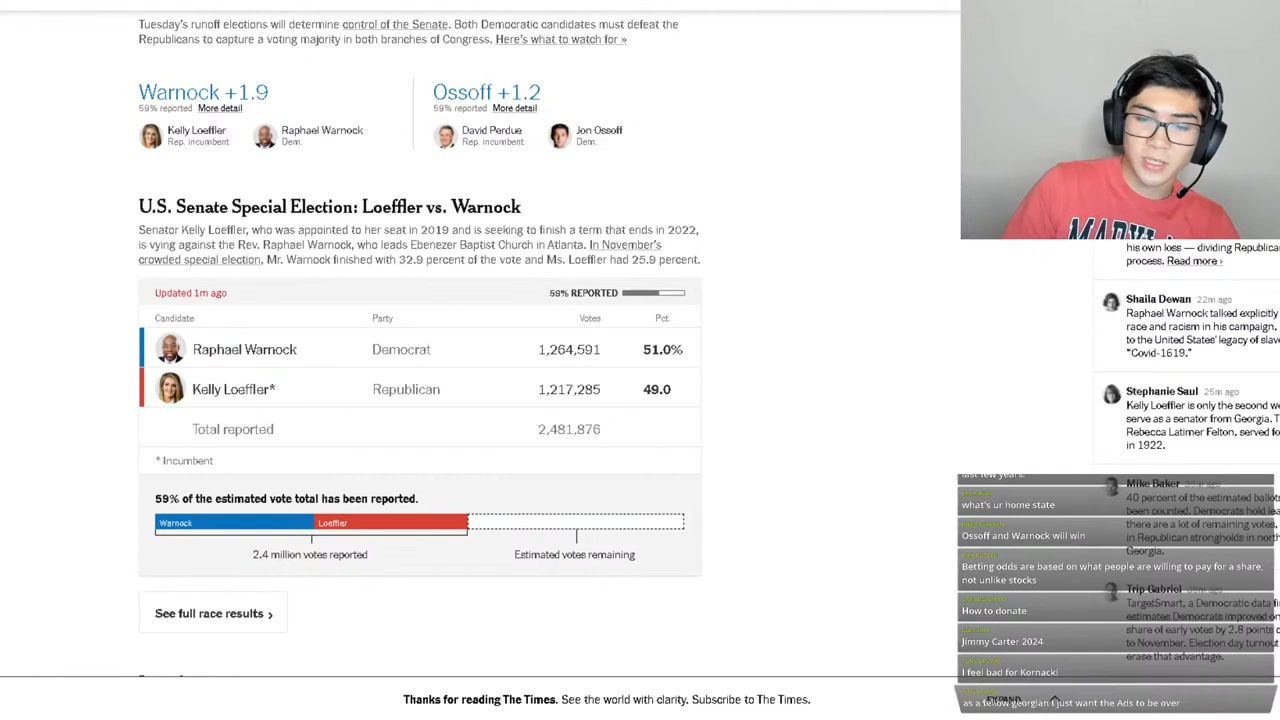 Tuesday's runoff elections will determine control of the Senate. Both Democratic candidates must defeat the
Republicans to capture a voting majority in both branches of Congress. Here's what to watch for »
Warnock +1.9
59% reported More detail
Kelly Loeffler
Rep. incumbent
Raphael Warnock
Dem.
Ossoff +1.2
59% reported More detail
David Perdue
Rep. incumbent
Jon Ossoff
Dem.
U.S. Senate Special Election: Loeffler vs. Warnock
Senator Kelly Loeffler, who was appointed to her seat in 2019 and is seeking to finish a term that ends in 2022,
is vying against the Rev. Raphael Warnock, who leads Ebenezer Baptist Church in Atlanta. In November's
crowded special election, Mr. Warnock finished with 32.9 percent of the vote and Ms. Loeffler had 25.9 percent.
Updated 1m ago 59% REPORTED
Candidate Party Votes Pct.
Raphael Warnock Democrat 1,264,591 51.0%
Kelly Loeffler* Republican 1,217,285 49.0
Total reported 2,481,876
* Incumbent
59% of the estimated vote total has been reported.
Warnock Loeffler
2.4 million votes reported Estimated votes remaining
See full race results ›
Thanks for reading The Times. See the world with clarity. Subscribe to The Times.
his own loss — dividing Republican
process. Read more ›
Shaila Dewan 22m ago
Raphael Warnock talked explicitly
race and racism in his campaign,
to the United States' legacy of slave
"Covid-1619."
Stephanie Saul 25m ago
Kelly Loeffler is only the second w
serve as a senator from Georgia. T
Rebecca Latimer Felton, served fo
in 1922.
last few years.
Mike Baker 35m ago
40 percent of the estimated ballots
been counted. Democrats hold lea
there are a lot of remaining votes,
in Republican strongholds in north
Georgia.
Trip Gabriel
TargetSmart, a Democratic data fi
estimates Democrats improved on
share of early votes by 2.8 points
to November. Election day turnout
erase that advantage.
what's ur home state
Ossoff and Warnock will win
Betting odds are based on what people are willing to pay for a share,
not unlike stocks
How to donate
Jimmy Carter 2024
I feel bad for Kornacki
EXPAND
as a fellow georgian I just want the Ads to be over